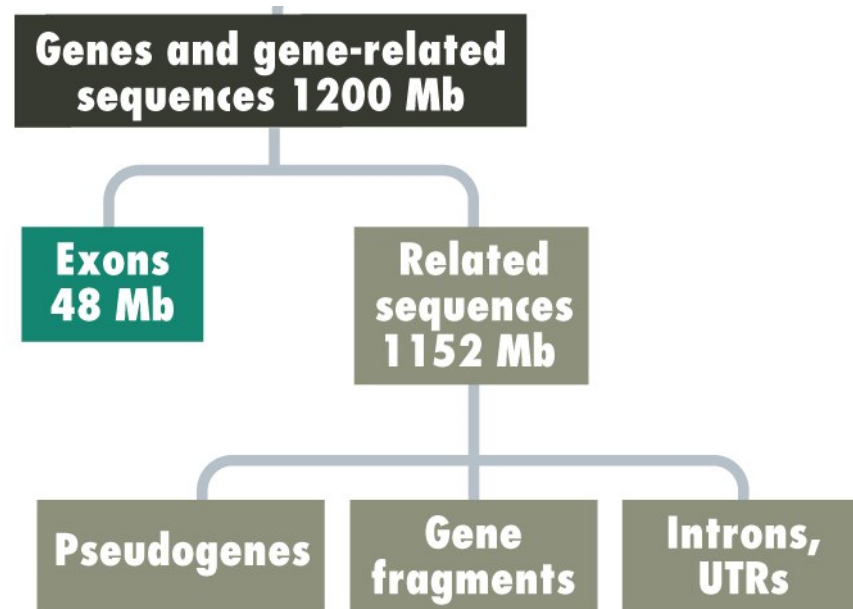 Genes and gene-related
sequences 1200 Mb
Exons
48 Mb
Related
sequences
1152 Mb
Pseudogenes
Gene
fragments
Introns,
UTRs